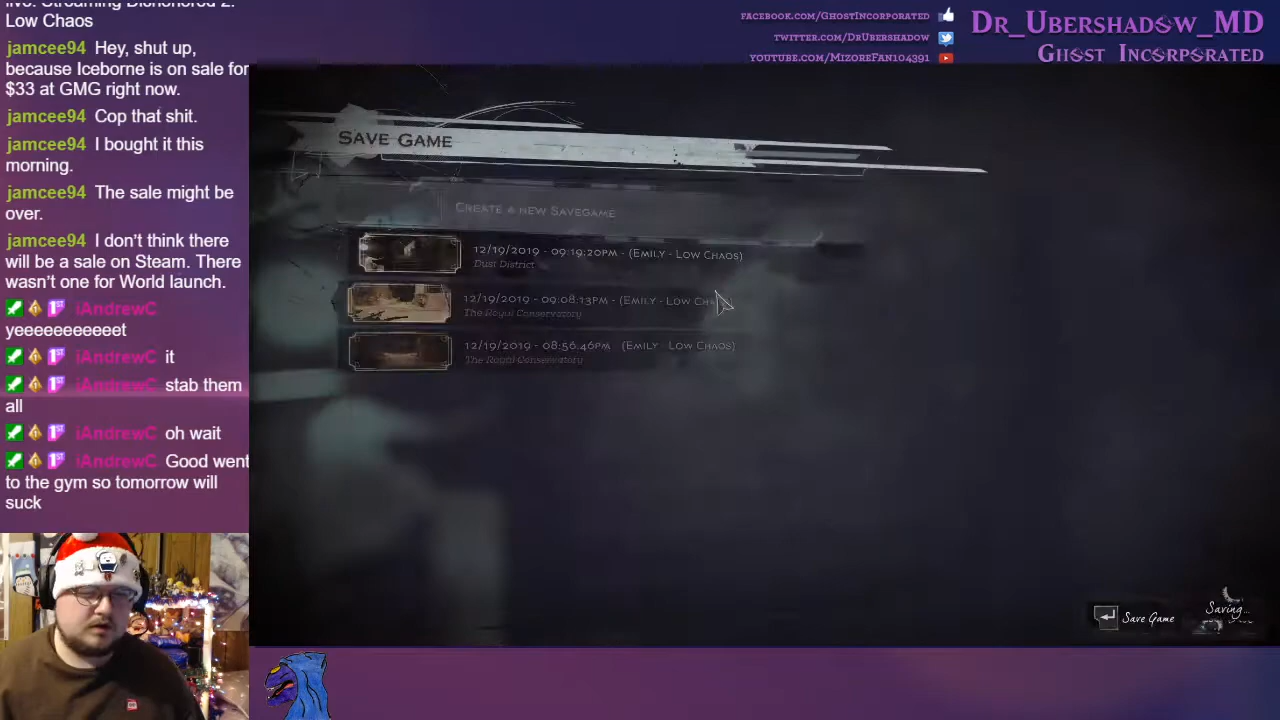 live: Streaming Dishonored 2:
Low Chaos
jamcee94 Hey, shut up,
because Iceborne is on sale for
$33 at GMG right now.
jamcee94 Cop that shit.
jamcee94 I bought it this
morning.
jamcee94 The sale might be
over.
jamcee94 I don't think there
will be a sale on Steam. There
wasn't one for World launch.
iAndrewC
yeeeeeeeeeeet
iAndrewC it
iAndrewC stab them
all
iAndrewC oh wait
iAndrewC Good went
to the gym so tomorrow will
suck
facebook.com/GhostIncorporated
twitter.com/DrUbershadow
youtube.com/MizoreFan104391
Dr_Ubershadow_MD
Ghost Incorporated
Save Game
Create a new Savegame
12/19/2019 - 09:19:20PM - (Emily - Low Chaos)
Dust District
12/19/2019 - 09:08:13PM - (Emily - Low Chaos)
The Royal Conservatory
12/19/2019 - 08:56:46PM (Emily - Low Chaos)
The Royal Conservatory
Save Game
Saving...